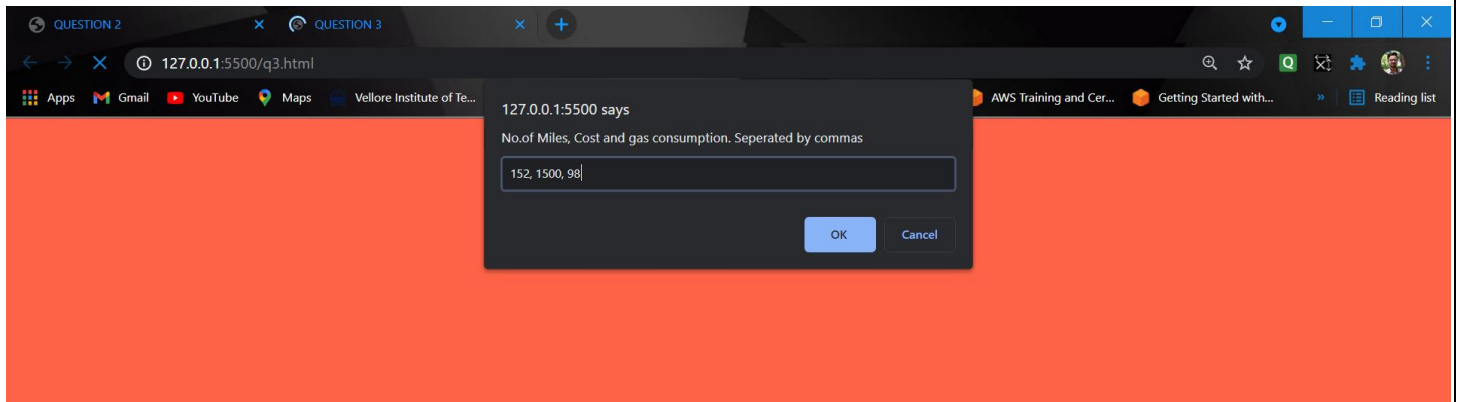 QUESTION 2
QUESTION 3
127.0.0.1:5500/q3.html
Q
Apps Gmail YouTube Maps Vellore Institute of Te... AWS Training and Cer... Getting Started with... » Reading list
127.0.0.1:5500 says
No.of Miles, Cost and gas consumption. Seperated by commas
152, 1500, 98
OK Cancel